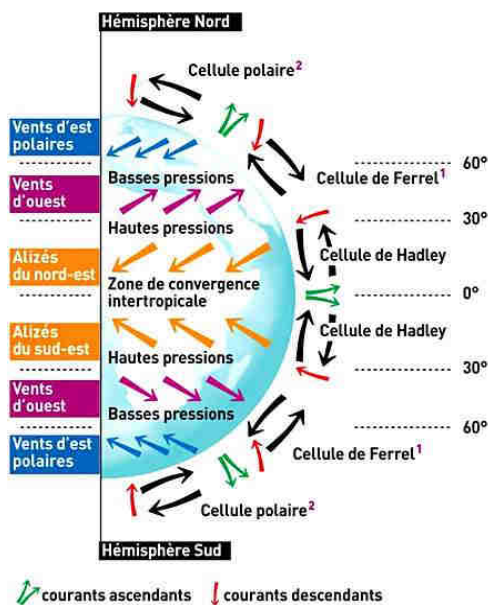 Hémisphère Nord
Cellule polaire²
Vents d'est
polaires
60°
Basses pressions
Cellule de Ferrel¹
Vents
d'ouest
30°
Hautes pressions
Cellule de Hadley
Alizés
du nord-est
Zone de convergence
intertropicale
0°
Cellule de Hadley
Alizés
du sud-est
Hautes pressions
30°
Vents
d'ouest
Basses pressions
60°
Vents d'est
polaires
Cellule de Ferrel¹
Cellule polaire²
Hémisphère Sud
courants ascendants
courants descendants